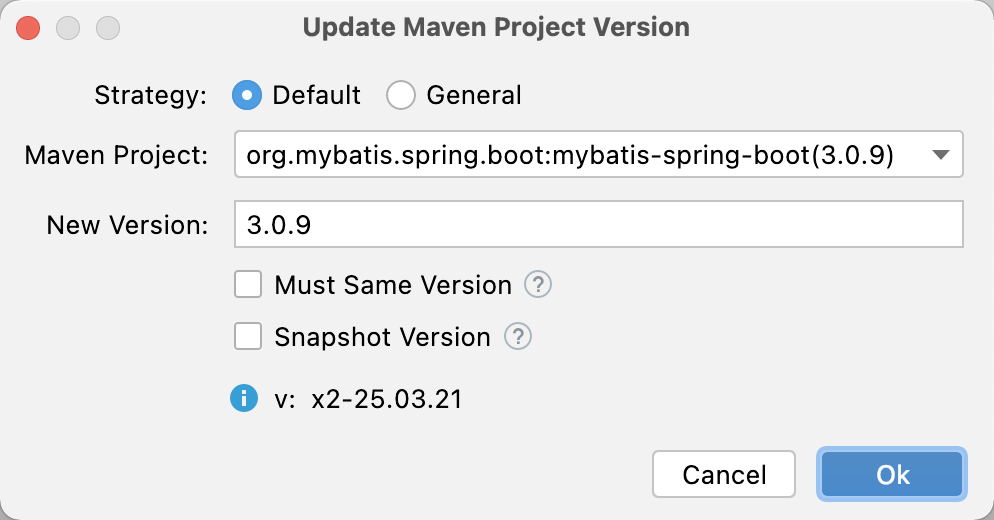 Update Maven Project Version
Strategy: Default General
Maven Project: org.mybatis.spring.boot:mybatis-spring-boot(3.0.9)
New Version: 3.0.9
Must Same Version ?
Snapshot Version ?
i v: x2-25.03.21
Cancel Ok